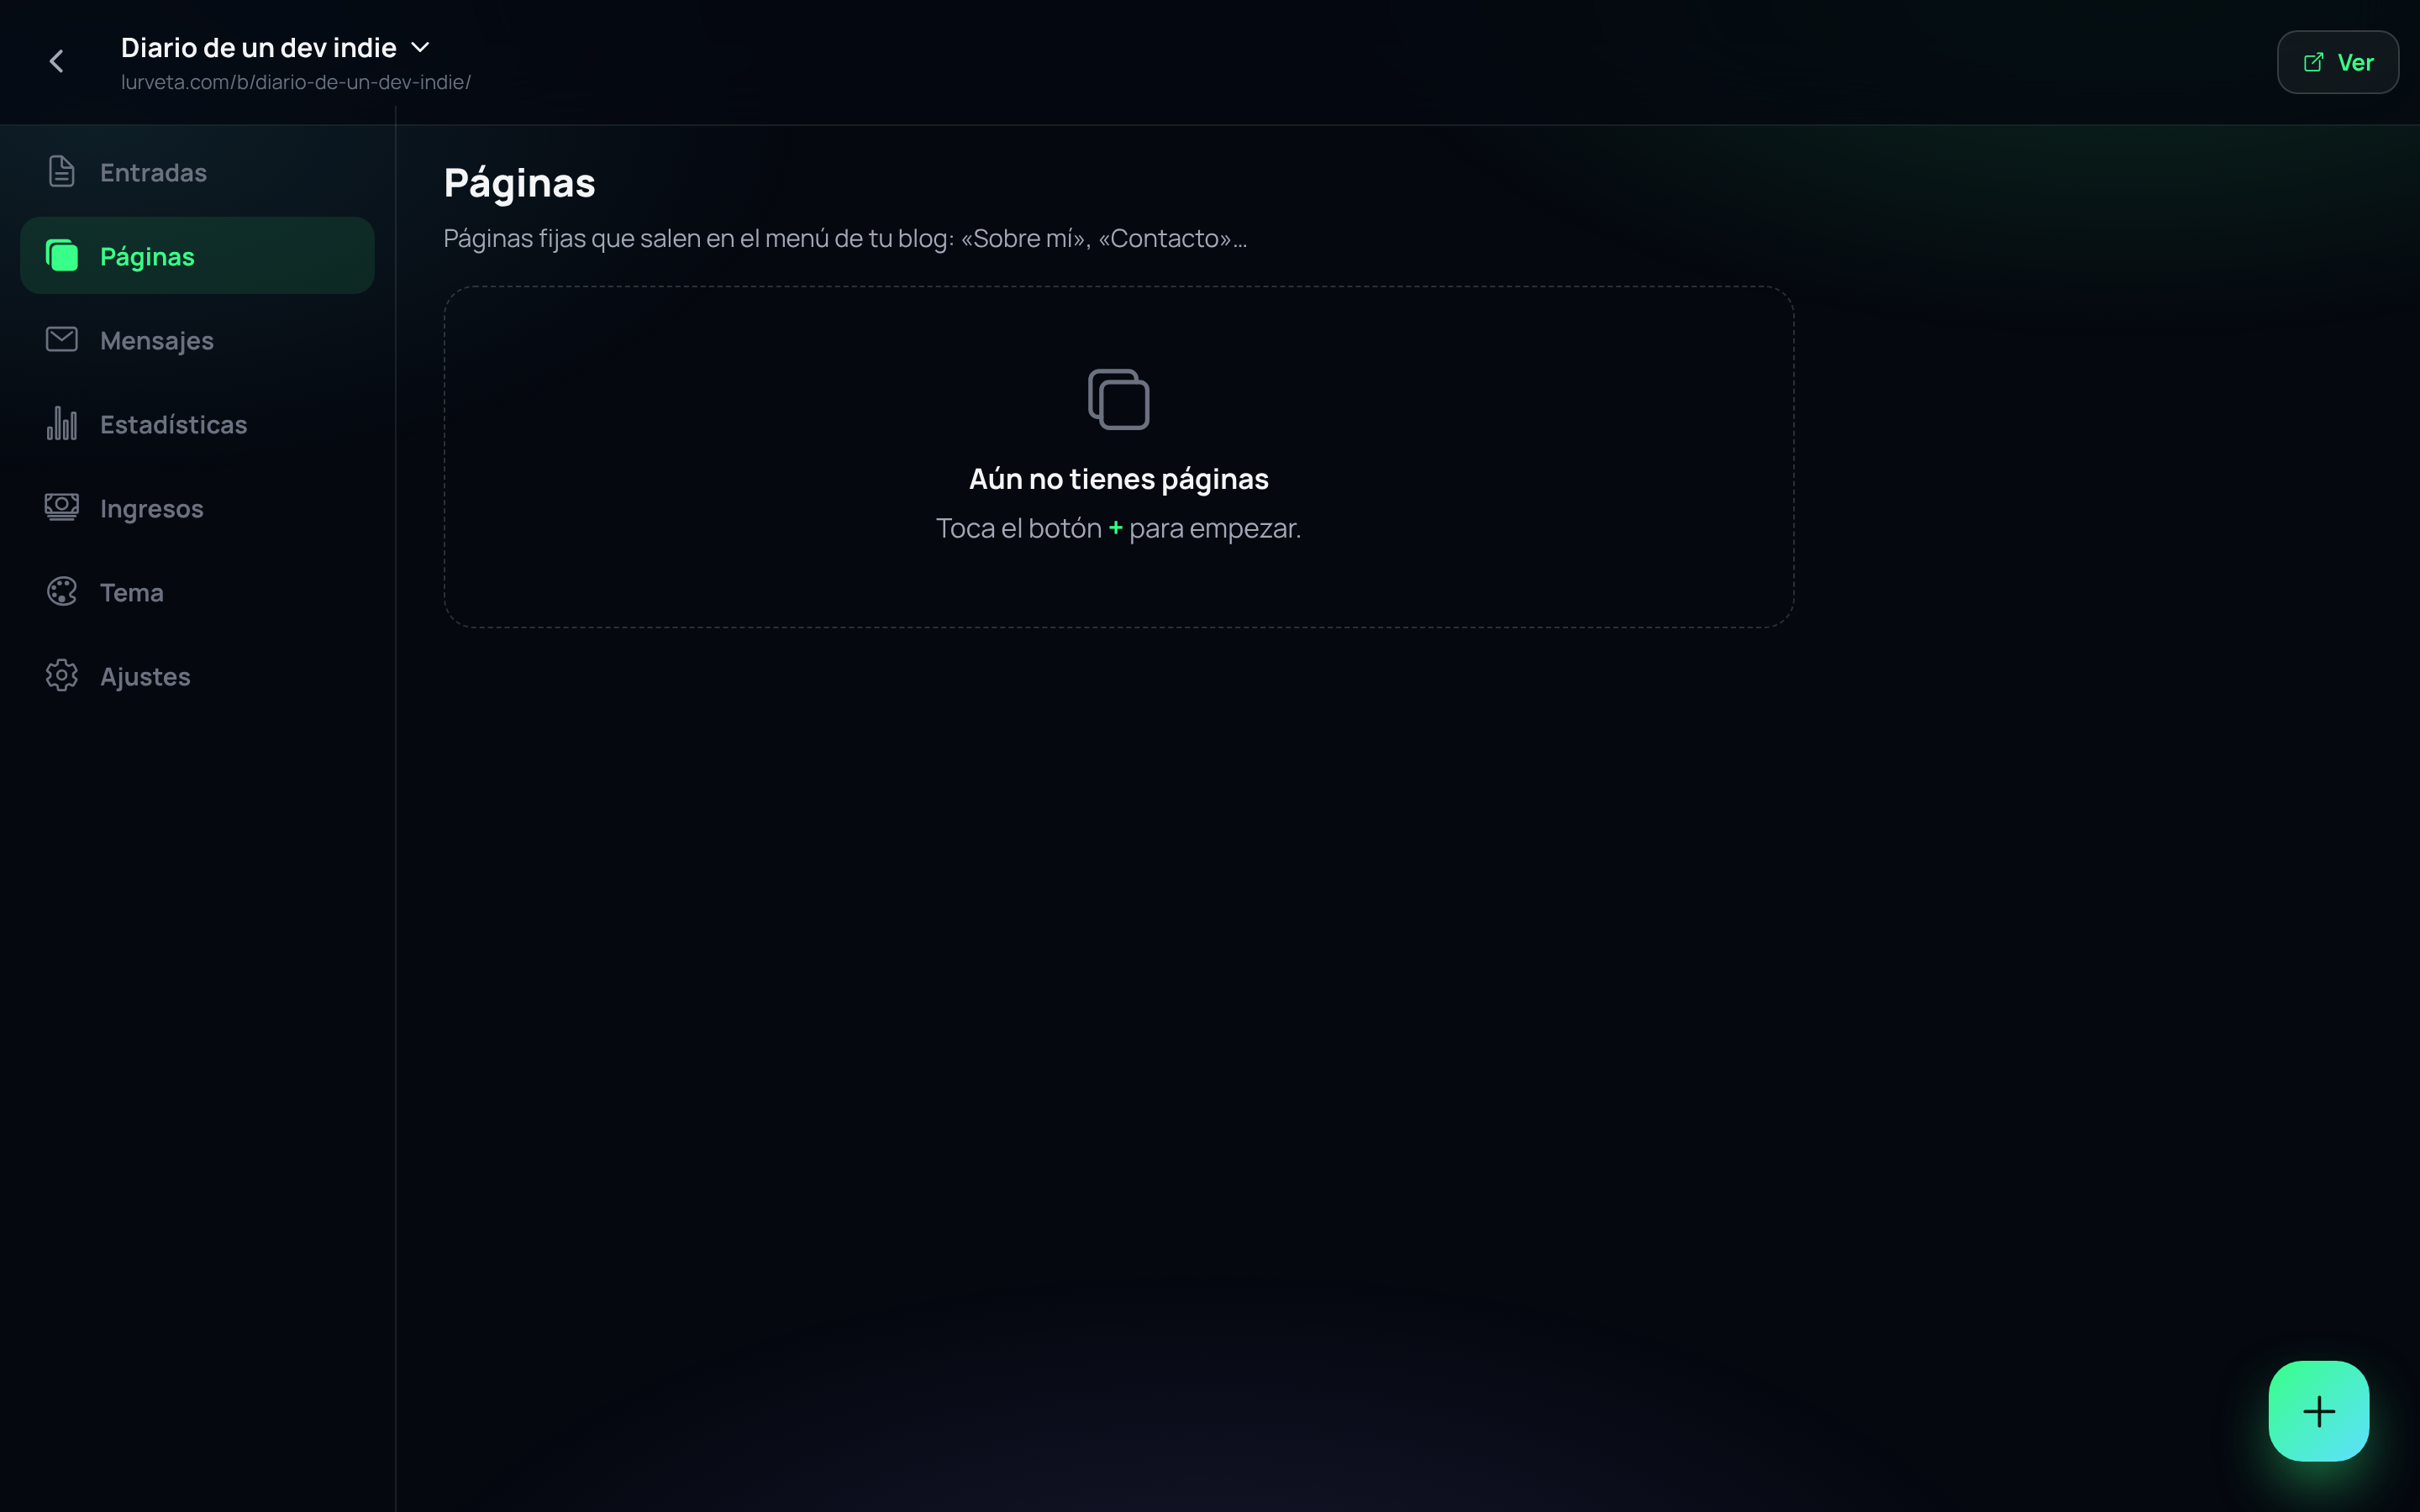 Diario de un dev indie
lurveta.com/b/diario-de-un-dev-indie/
Ver
Entradas
Páginas
Mensajes
Estadísticas
Ingresos
Tema
Ajustes
Páginas
Páginas fijas que salen en el menú de tu blog: «Sobre mí», «Contacto»...
Aún no tienes páginas
Toca el botón + para empezar.